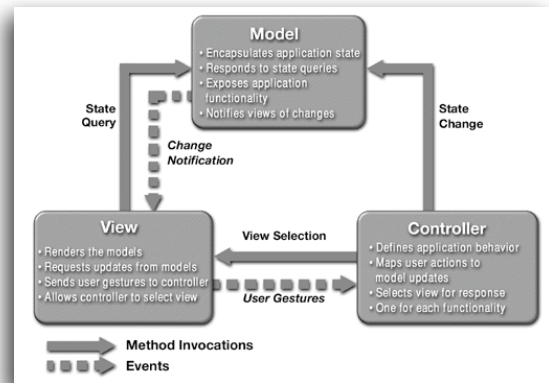 Model
• Encapsulates application state
• Responds to state queries
• Exposes application
functionality
• Notifies views of changes
State
Query
Change
Notification
State
Change
View
• Renders the models
• Requests updates from models
• Sends user gestures to controller
• Allows controller to select view
View Selection
User Gestures
Controller
• Defines application behavior
• Maps user actions to
model updates
• Selects view for response
• One for each functionality
Method Invocations
Events